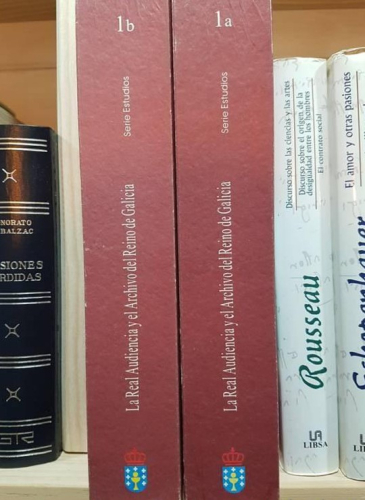 NORATO
BALZAC
SIONES
RDIDAS
1b
Serie Estudios
La Real Audiencia y el Archivo del Reino de Galicia
1a
Serie Estudios
La Real Audiencia y el Archivo del Reino de Galicia
Discurso sobre las ciencias y las artes
Discurso sobre el origen de la
desigualdad entre los hombres
El contrato social
Rousseau
LIBSA
El amor y otras pasiones
Schopenhauer
LIBSA